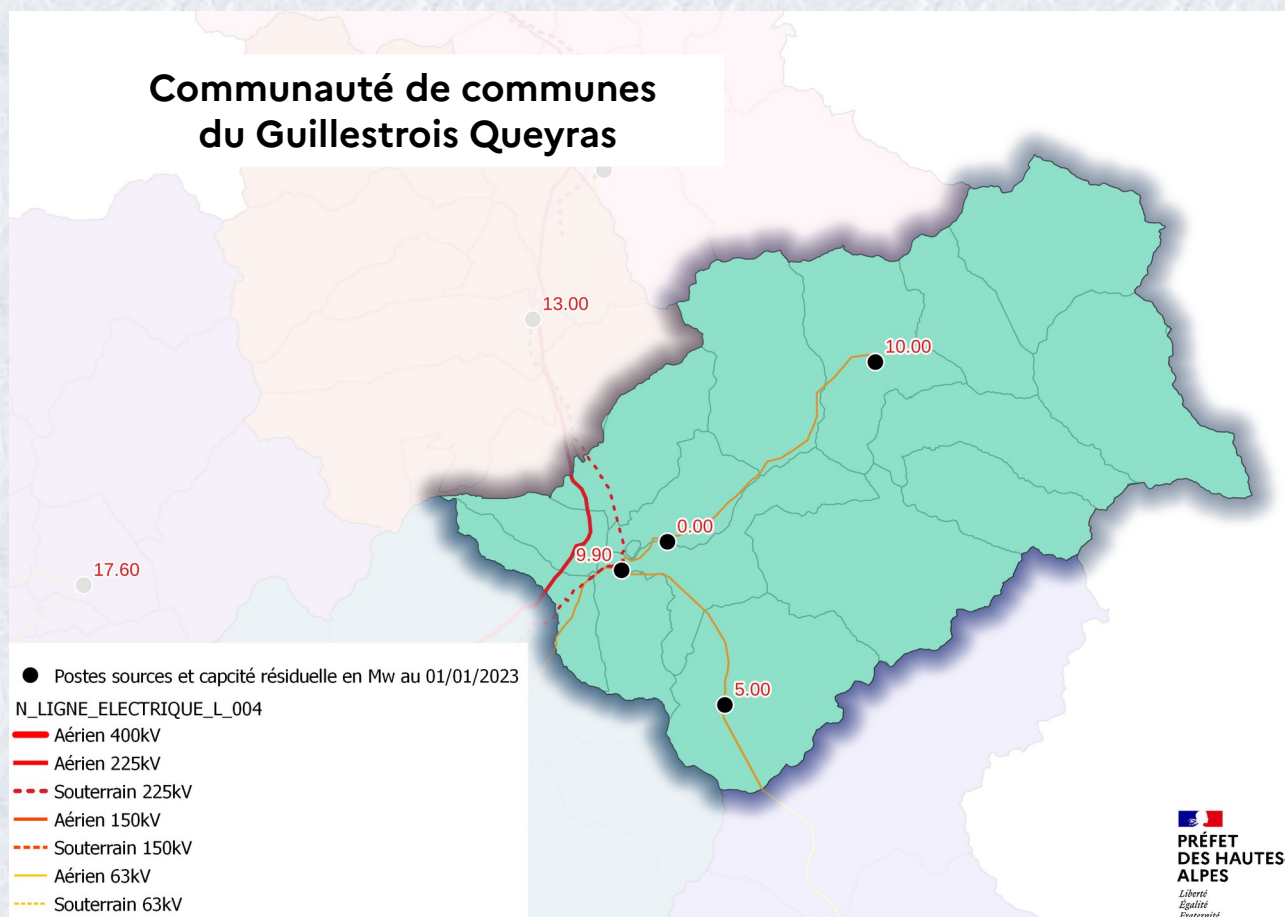 Communauté de communes
du Guillestrois Queyras
13.00
10.00
0.00
9.90
17.60
5.00
Postes sources et capcité résiduelle en Mw au 01/01/2023
N_LIGNE_ELECTRIQUE_L_004
Aérien 400kV
Aérien 225kV
Souterrain 225kV
Aérien 150kV
Souterrain 150kV
Aérien 63kV
Souterrain 63kV
PRÉFET
DES HAUTES-
ALPES
Liberté
Égalité
Fraternité